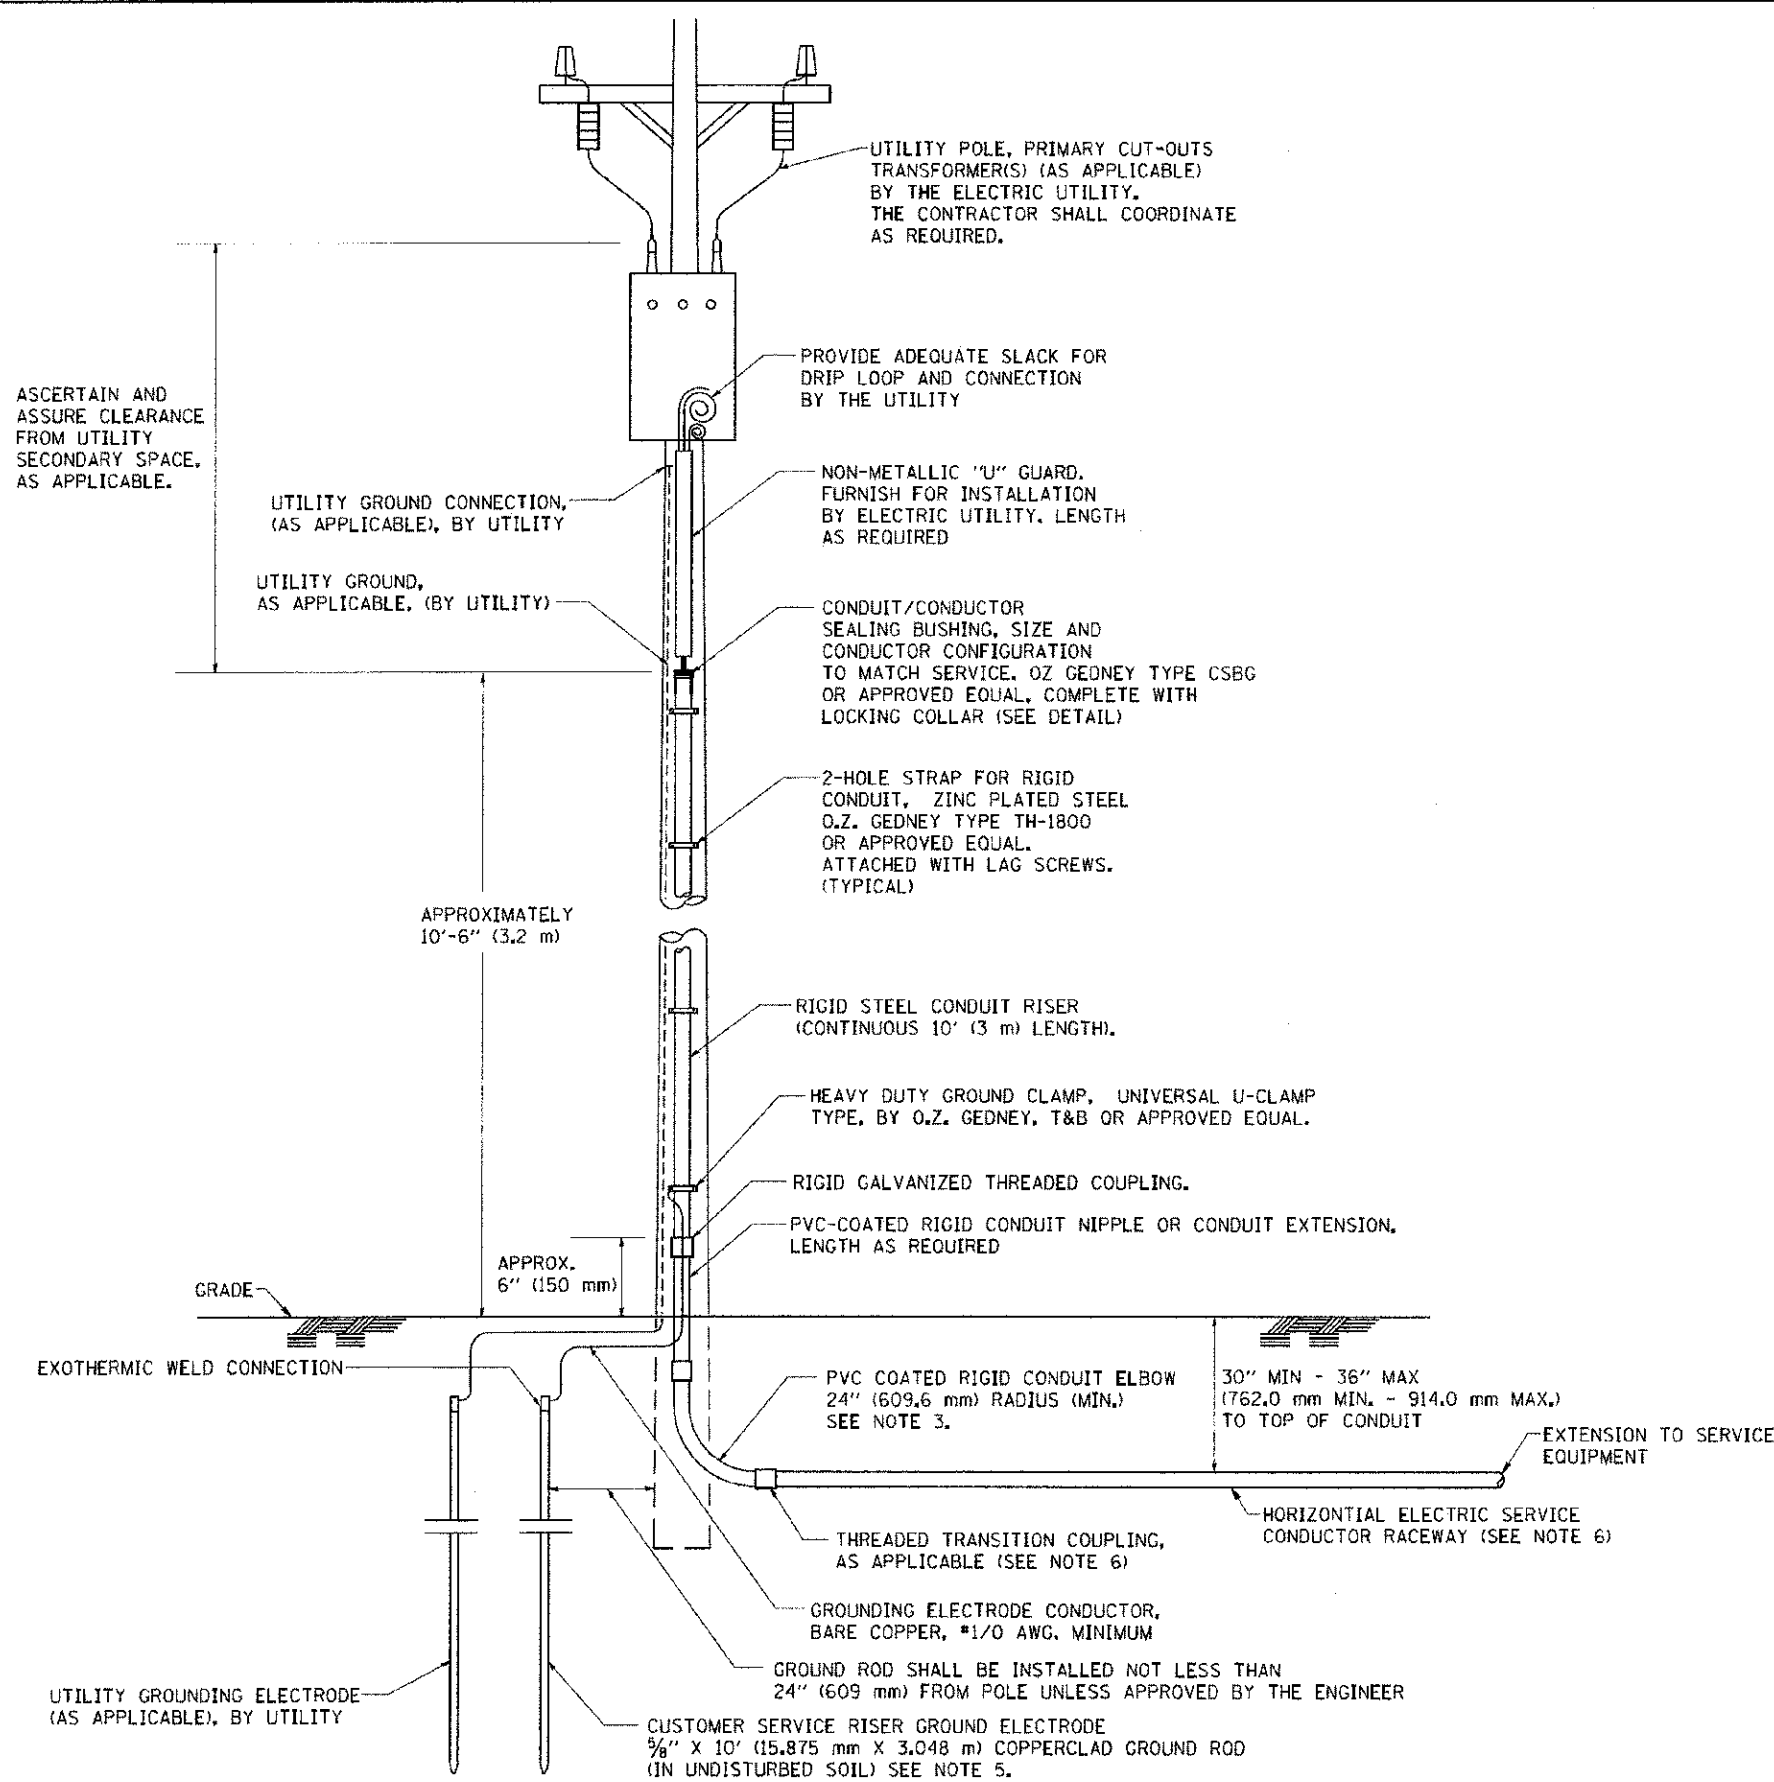 UTILITY POLE, PRIMARY CUT-OUTS
TRANSFORMER(S) (AS APPLICABLE)
BY THE ELECTRIC UTILITY.
THE CONTRACTOR SHALL COORDINATE
AS REQUIRED.
PROVIDE ADEQUATE SLACK FOR
DRIP LOOP AND CONNECTION
BY THE UTILITY
ASCERTAIN AND
ASSURE CLEARANCE
FROM UTILITY
SECONDARY SPACE,
AS APPLICABLE.
NON-METALLIC "U" GUARD.
FURNISH FOR INSTALLATION
BY ELECTRIC UTILITY. LENGTH
AS REQUIRED
UTILITY GROUND CONNECTION,
(AS APPLICABLE), BY UTILITY
UTILITY GROUND,
AS APPLICABLE, (BY UTILITY)
CONDUIT/CONDUCTOR
SEALING BUSHING, SIZE AND
CONDUCTOR CONFIGURATION
TO MATCH SERVICE. OZ GEDNEY TYPE CSBG
OR APPROVED EQUAL, COMPLETE WITH
LOCKING COLLAR (SEE DETAIL)
2-HOLE STRAP FOR RIGID
CONDUIT, ZINC PLATED STEEL
O.Z. GEDNEY TYPE TH-1800
OR APPROVED EQUAL.
ATTACHED WITH LAG SCREWS.
(TYPICAL)
APPROXIMATELY
10'-6" (3.2 m)
RIGID STEEL CONDUIT RISER
(CONTINUOUS 10' (3 m) LENGTH).
HEAVY DUTY GROUND CLAMP, UNIVERSAL U-CLAMP
TYPE, BY O.Z. GEDNEY, T&B OR APPROVED EQUAL.
RIGID GALVANIZED THREADED COUPLING.
PVC-COATED RIGID CONDUIT NIPPLE OR CONDUIT EXTENSION.
LENGTH AS REQUIRED
APPROX.
6" (150 mm)
GRADE
EXOTHERMIC WELD CONNECTION
PVC COATED RIGID CONDUIT ELBOW
24" (609.6 mm) RADIUS (MIN.)
SEE NOTE 3.
30" MIN - 36" MAX
(762.0 mm MIN. - 914.0 mm MAX.)
TO TOP OF CONDUIT
EXTENSION TO SERVICE
EQUIPMENT
HORIZONTIAL ELECTRIC SERVICE
CONDUCTOR RACEWAY (SEE NOTE 6)
THREADED TRANSITION COUPLING,
AS APPLICABLE (SEE NOTE 6)
GROUNDING ELECTRODE CONDUCTOR,
BARE COPPER, #1/0 AWG. MINIMUM
GROUND ROD SHALL BE INSTALLED NOT LESS THAN
24" (609 mm) FROM POLE UNLESS APPROVED BY THE ENGINEER
UTILITY GROUNDING ELECTRODE
(AS APPLICABLE), BY UTILITY
CUSTOMER SERVICE RISER GROUND ELECTRODE
5/8" X 10' (15.875 mm X 3.048 m) COPPERCLAD GROUND ROD
(IN UNDISTURBED SOIL) SEE NOTE 5.